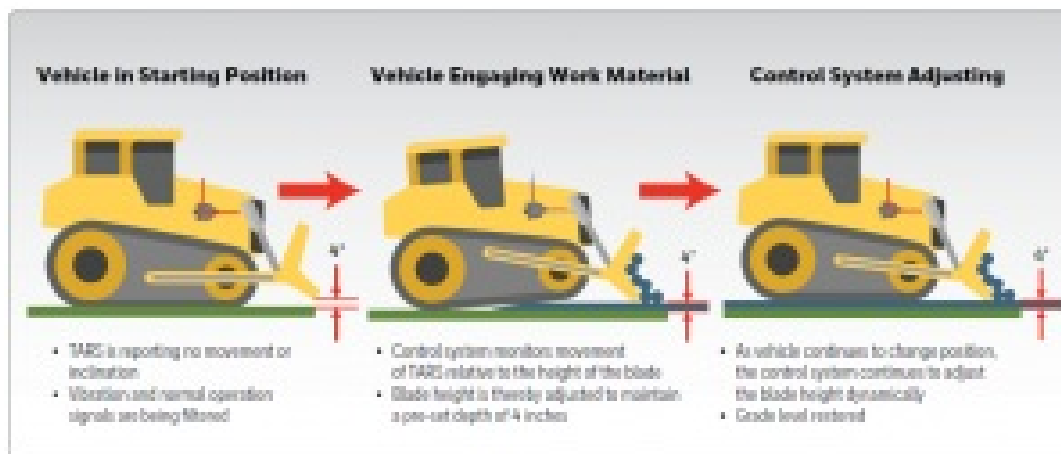 Vehicle in Starting Position
4"
• TARS is reporting no movement or
inclination
• Vibration and normal operation
signals are being filtered
Vehicle Engaging Work Material
4"
• Control system monitors movement
of TARS relative to the height of the blade
• Blade height is thereby adjusted to maintain
a pre-set depth of 4 inches
Control System Adjusting
• As vehicle continues to change position,
the control system continues to adjust
the blade height dynamically
• Grade level restored